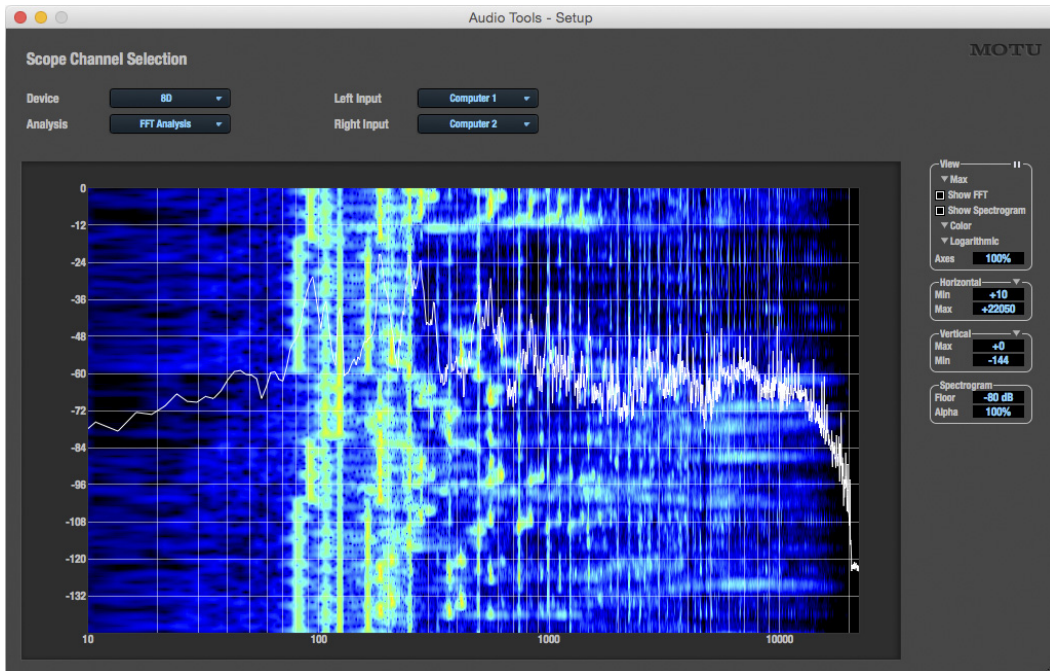 Audio Tools - Setup
MOTU
Scope Channel Selection
Device 8D Left Input Computer 1
Analysis FFT Analysis Right Input Computer 2
View
Max
Show FFT
Show Spectrogram
Color
Logarithmic
Axes 100%
Horizontal
Min +10
Max +22050
Vertical
Max +0
Min -144
Spectrogram
Floor -80 dB
Alpha 100%
0
-12
-24
-36
-48
-60
-72
-84
-96
-108
-120
-132
10 100 1000 10000